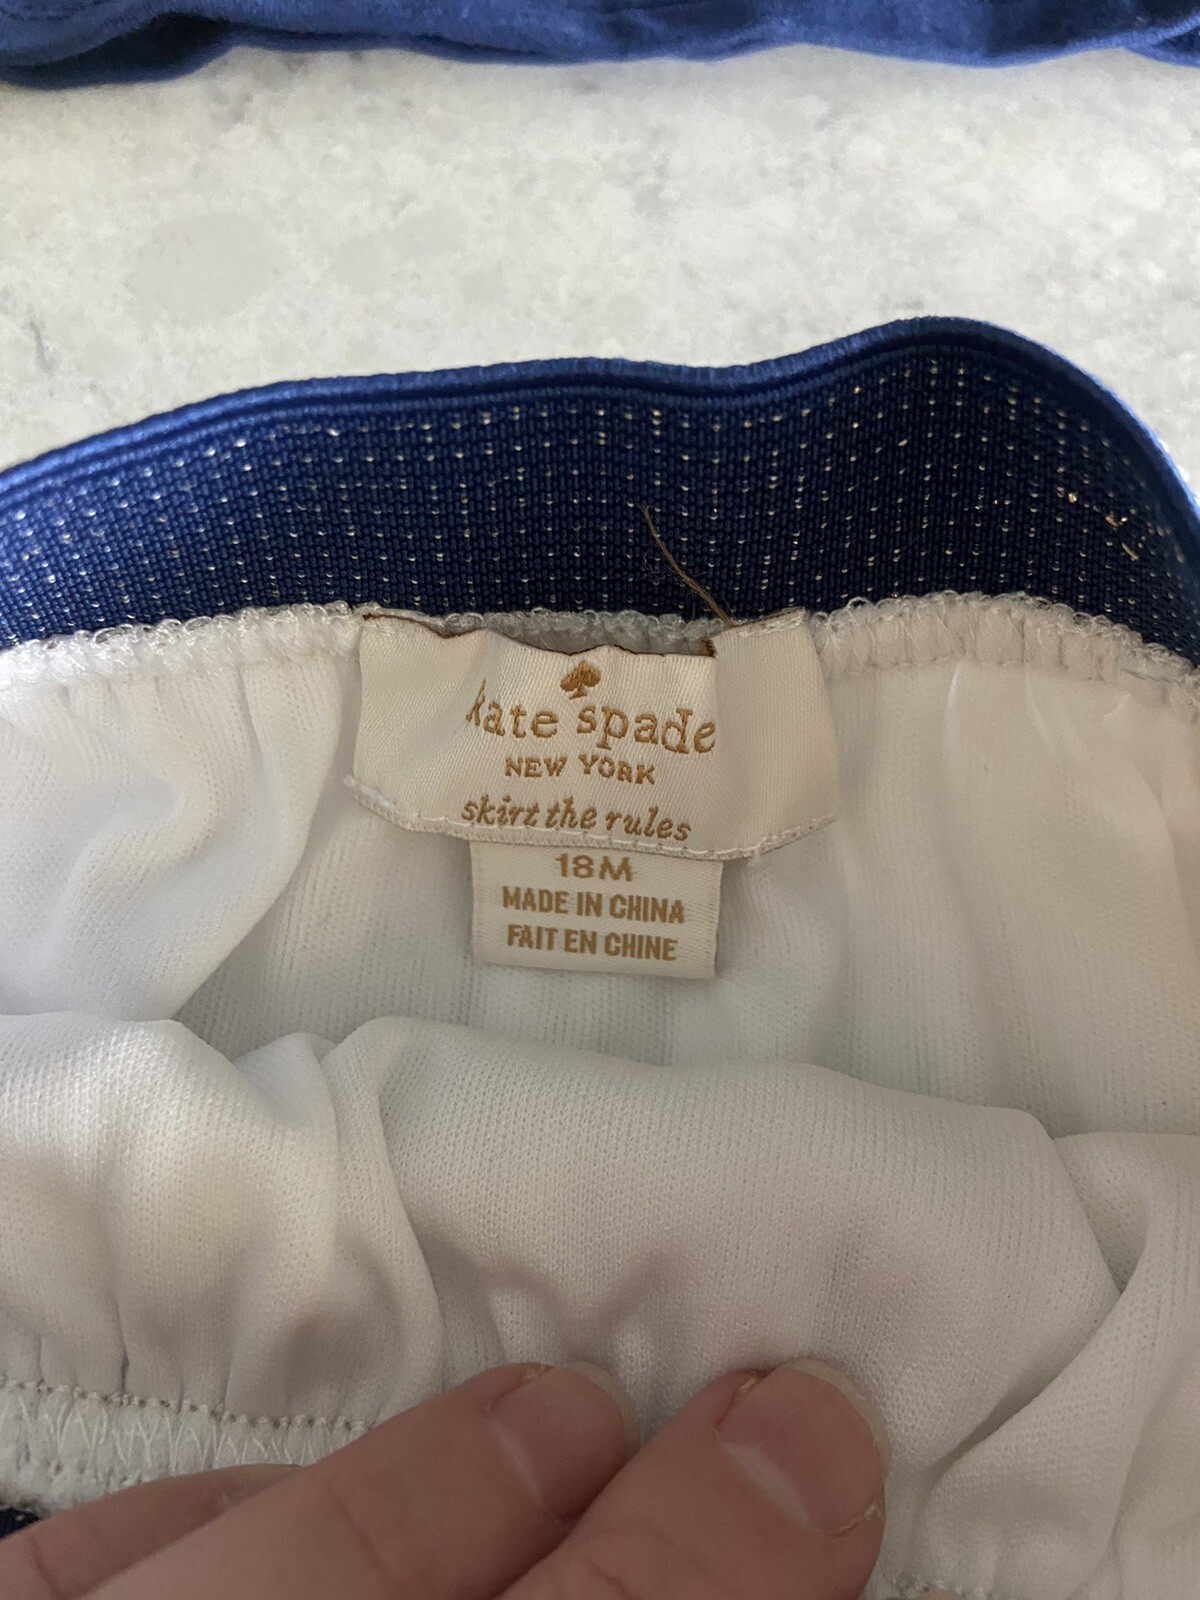 kate spade
NEW YORK
skirt the rules
18M
MADE IN CHINA
FAIT EN CHINE